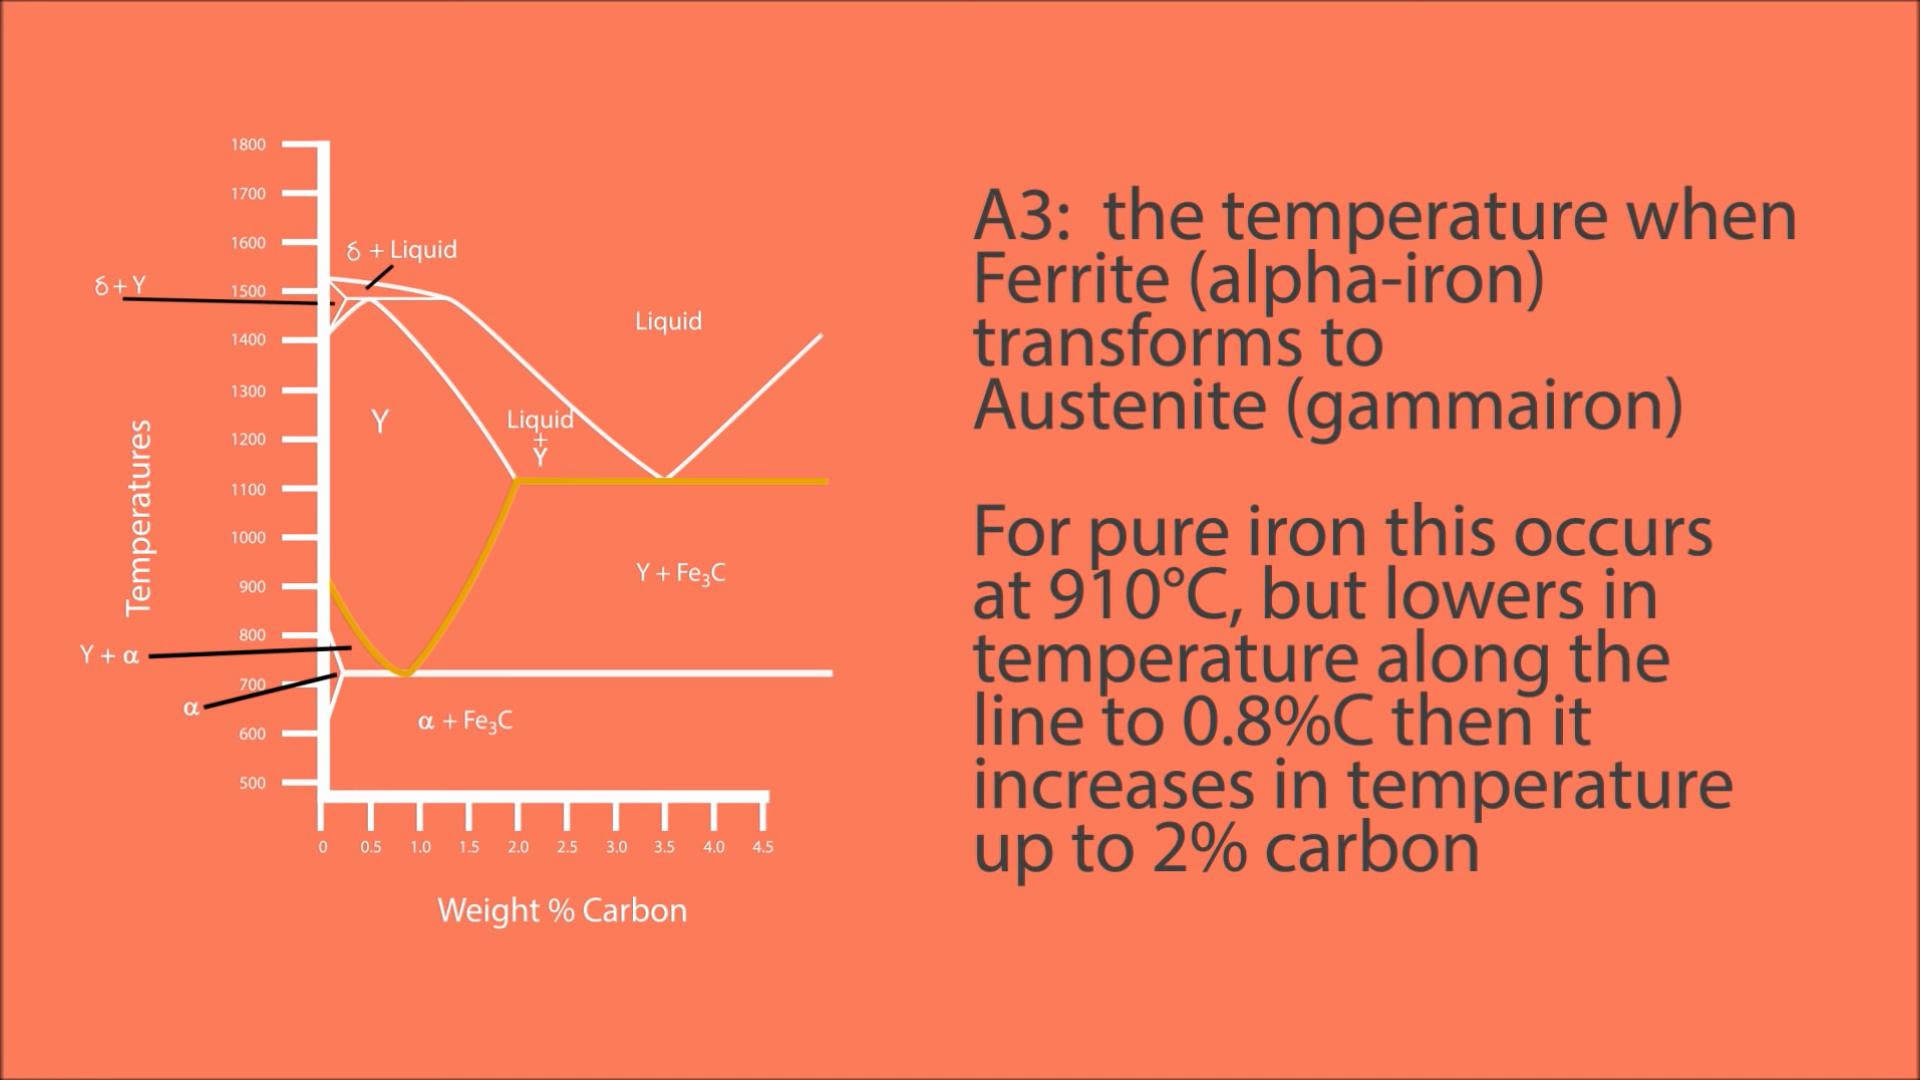 1800
1700
1600
1500
1400
1300
1200
1100
1000
900
800
700
600
500
Temperatures
δ + Liquid
δ + Y
Liquid
Y
Liquid
+
Y
Y + Fe₃C
Y + α
α
α + Fe₃C
0 0.5 1.0 1.5 2.0 2.5 3.0 3.5 4.0 4.5
Weight % Carbon
A3: the temperature when
Ferrite (alpha-iron)
transforms to
Austenite (gammairon)
For pure iron this occurs
at 910°C, but lowers in
temperature along the
line to 0.8%C then it
increases in temperature
up to 2% carbon